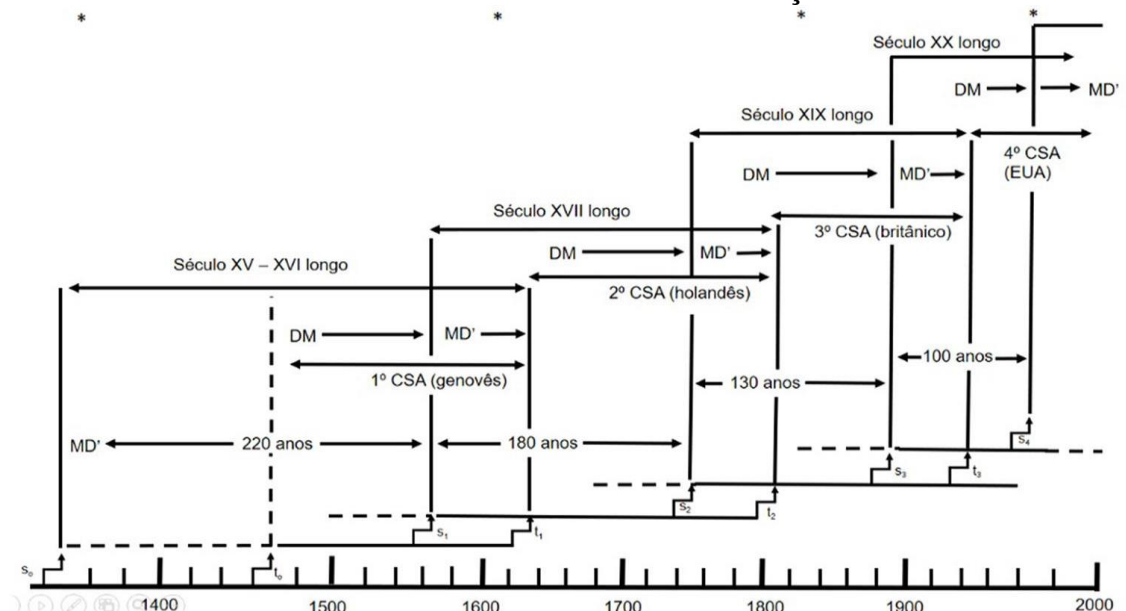 * * * *
Século XX longo
DM MD'
Século XIX longo
4º CSA
(EUA)
DM MD'
Século XVII longo
3º CSA (britânico)
DM MD'
Século XV – XVI longo
2º CSA (holandês)
DM MD'
100 anos
1º CSA (genovês)
130 anos
MD' 220 anos 180 anos
s₄
s₃ t₃
s₂ t₂
s₁ t₁
s₀ t₀
1400 1500 1600 1700 1800 1900 2000